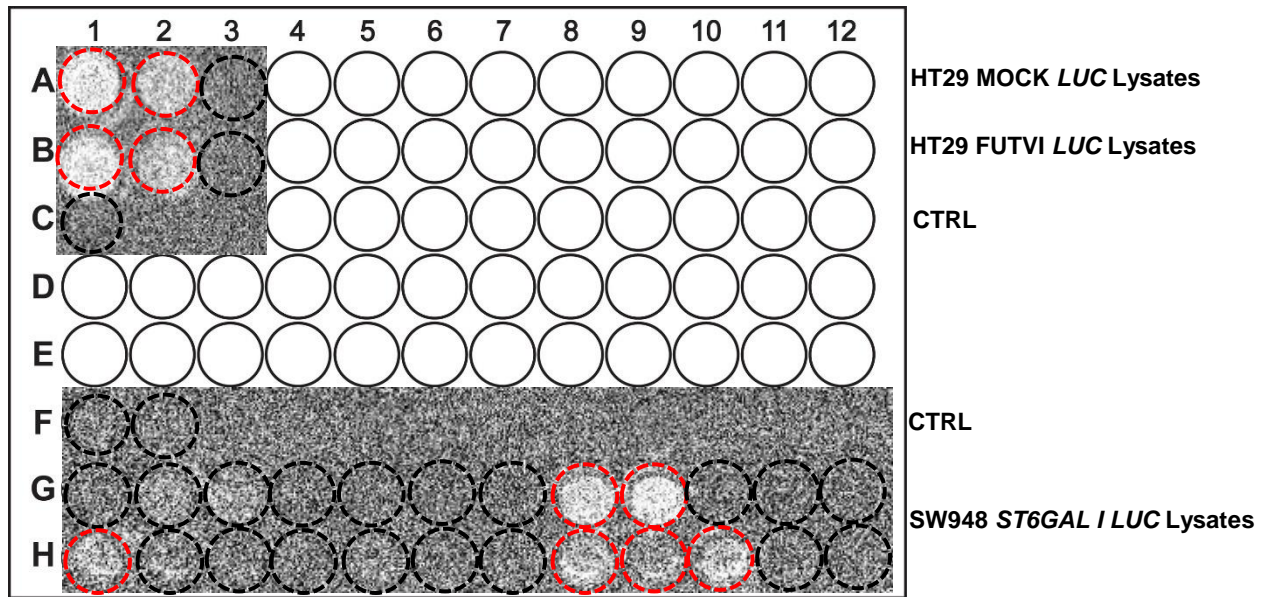 1 2 3 4 5 6 7 8 9 10 11 12
A HT29 MOCK LUC Lysates
B HT29 FUTVI LUC Lysates
C CTRL
D
E
F CTRL
G
SW948 ST6GAL I LUC Lysates
H